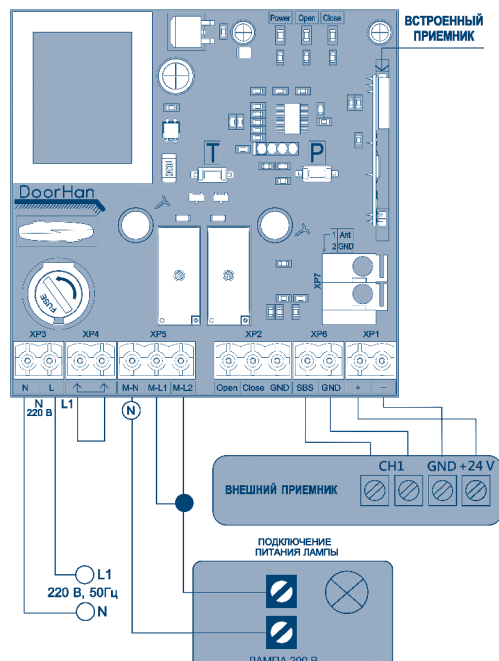 Power Open Close
ВСТРОЕННЫЙ
ПРИЕМНИК
T P
DoorHan
1 Ant
2 GND
XP7
FUSE
XP3 XP4 XP5 XP2 XP6 XP1
N L M-N M-L1 M-L2 Open Close GND SBS GND + −
N L1
220 В
N
CH1 GND +24 V
ВНЕШНИЙ ПРИЕМНИК
ПОДКЛЮЧЕНИЕ
ПИТАНИЯ ЛАМПЫ
L1
220 В, 50Гц
N
ЛАМПА 200 В